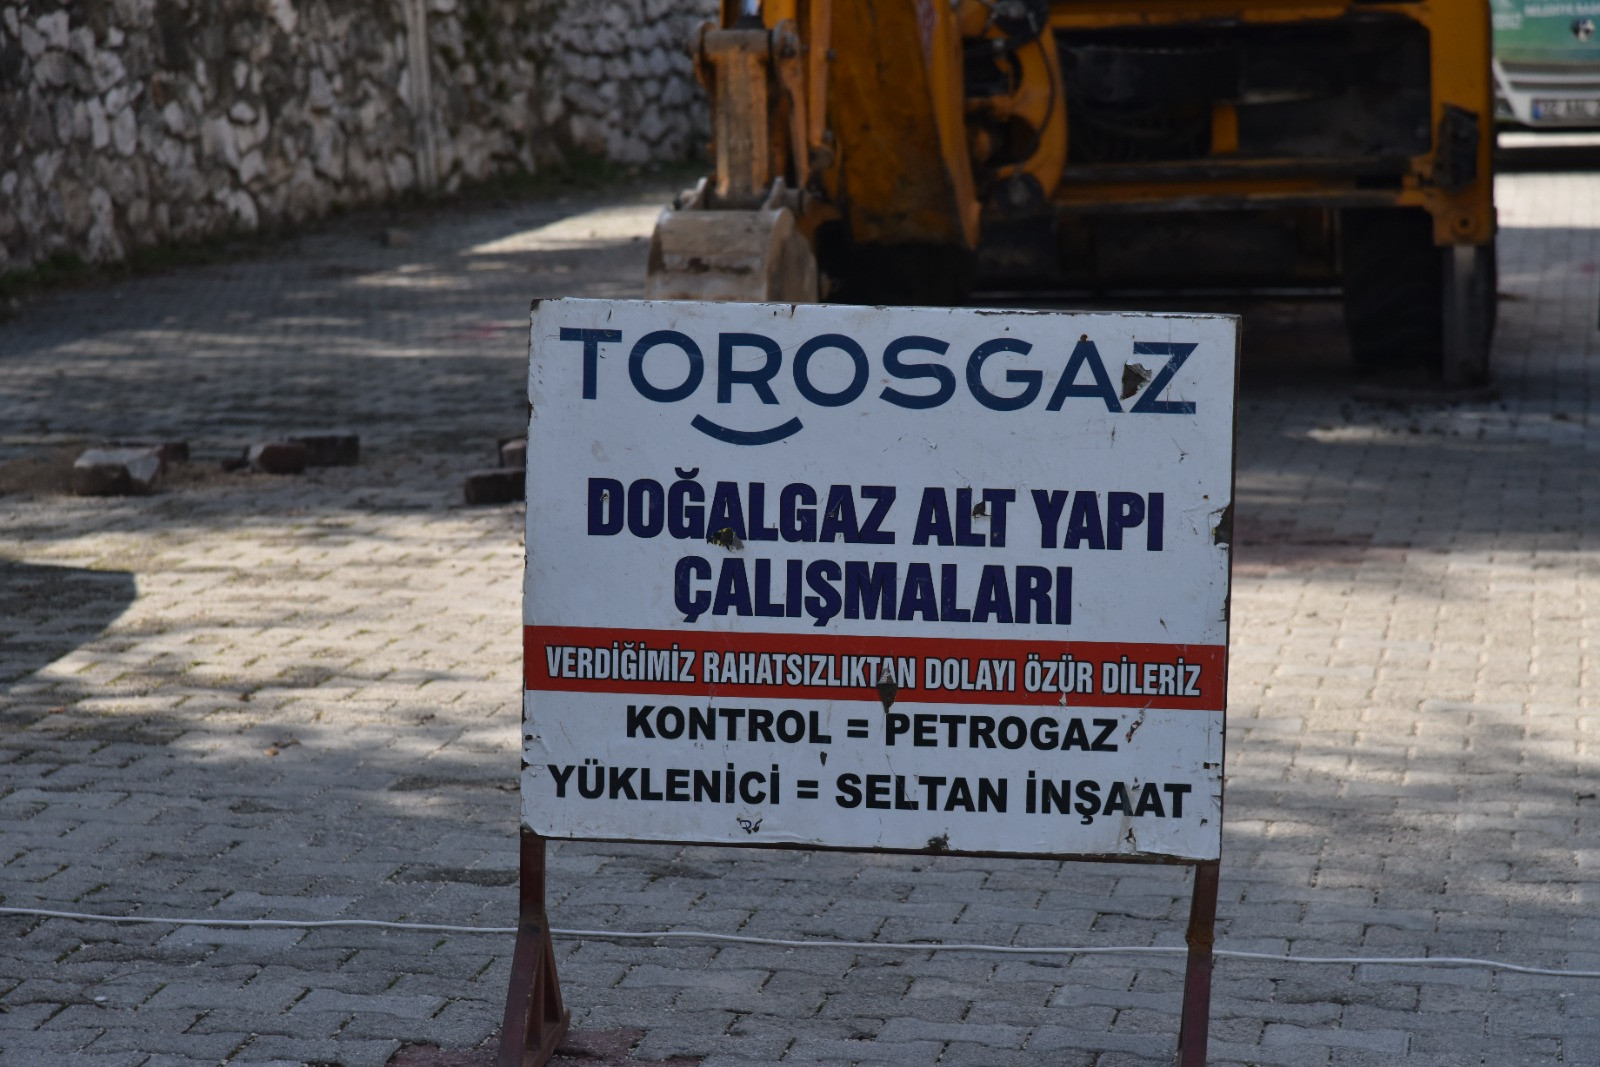 TOROSGAZ
DOĞALGAZ ALT YAPI
ÇALIŞMALARI
VERDİĞİMİZ RAHATSIZLIKTAN DOLAYI ÖZÜR DİLERİZ
KONTROL = PETROGAZ
YÜKLENİCİ = SELTAN İNŞAAT